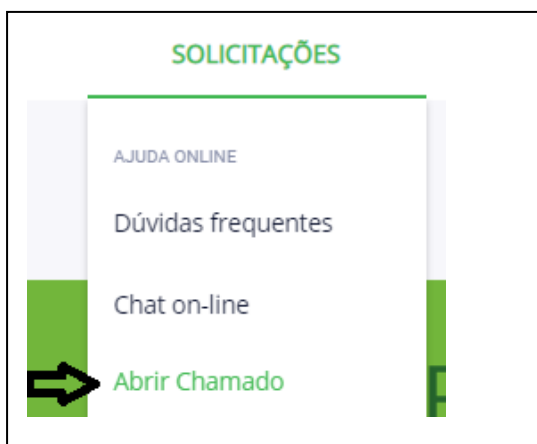 SOLICITAÇÕES
AJUDA ONLINE
Dúvidas frequentes
Chat on-line
Abrir Chamado